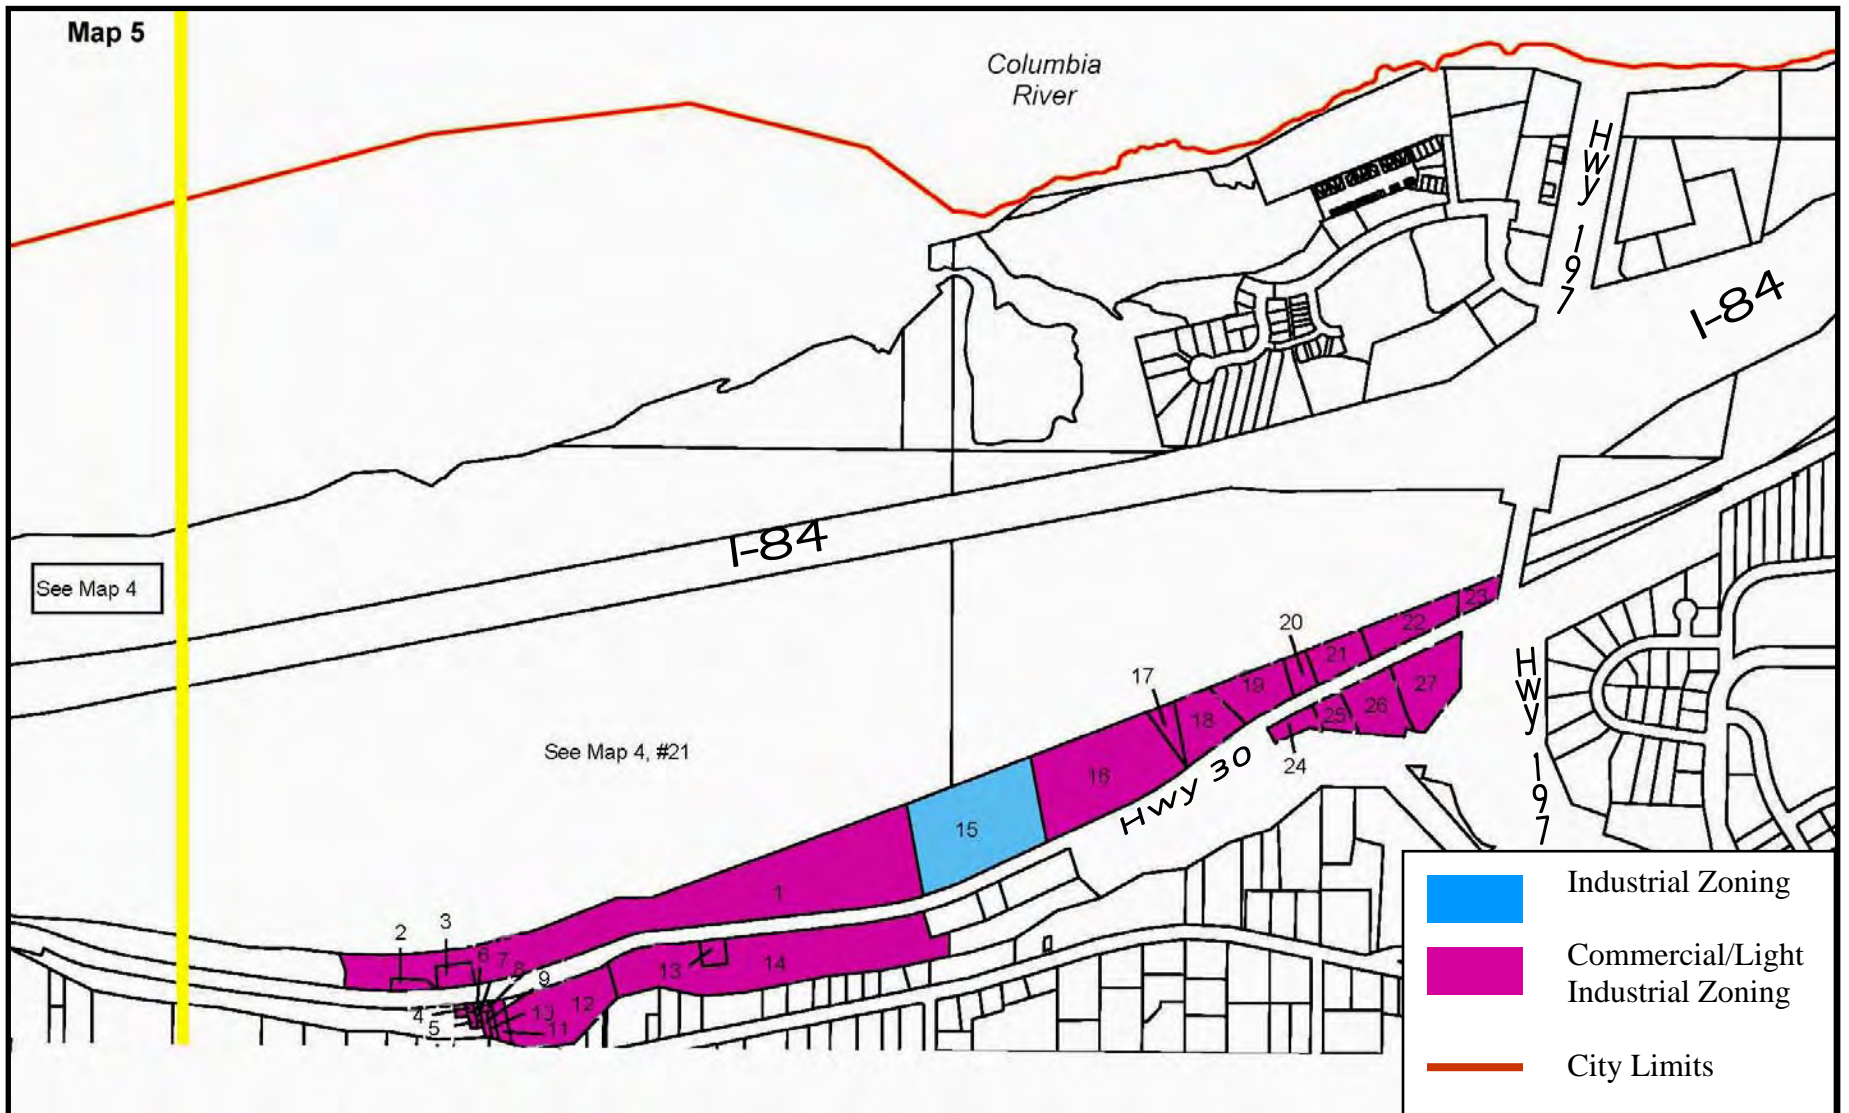 Map 5
Columbia
River
Hwy 197
I-84
I-84
See Map 4
See Map 4, #21
Hwy 30
Hwy 197
23
22
20
21
19
17
18
27
26
25
24
16
15
1
2
3
6
7
8
9
13
14
12
4
5
10
11
Industrial Zoning
Commercial/Light
Industrial Zoning
City Limits